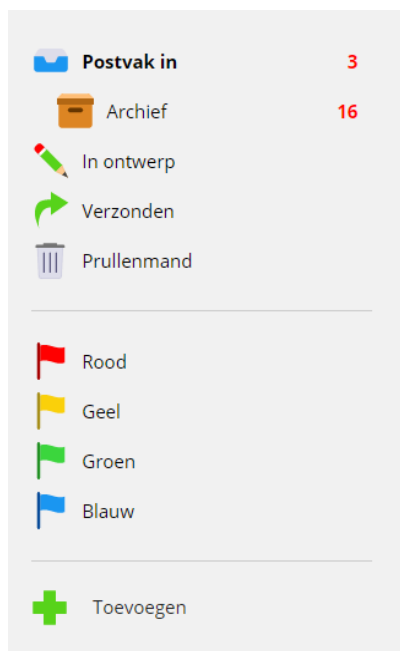 Postvak in 3
Archief 16
In ontwerp
Verzonden
Prullenmand
Rood
Geel
Groen
Blauw
Toevoegen